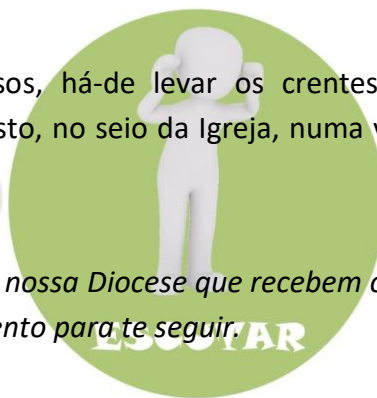 sos, há-de levar os crentes
sto, no seio da Igreja, numa v
nossa Diocese que recebem
ento para te seguir.
ESCUTAR